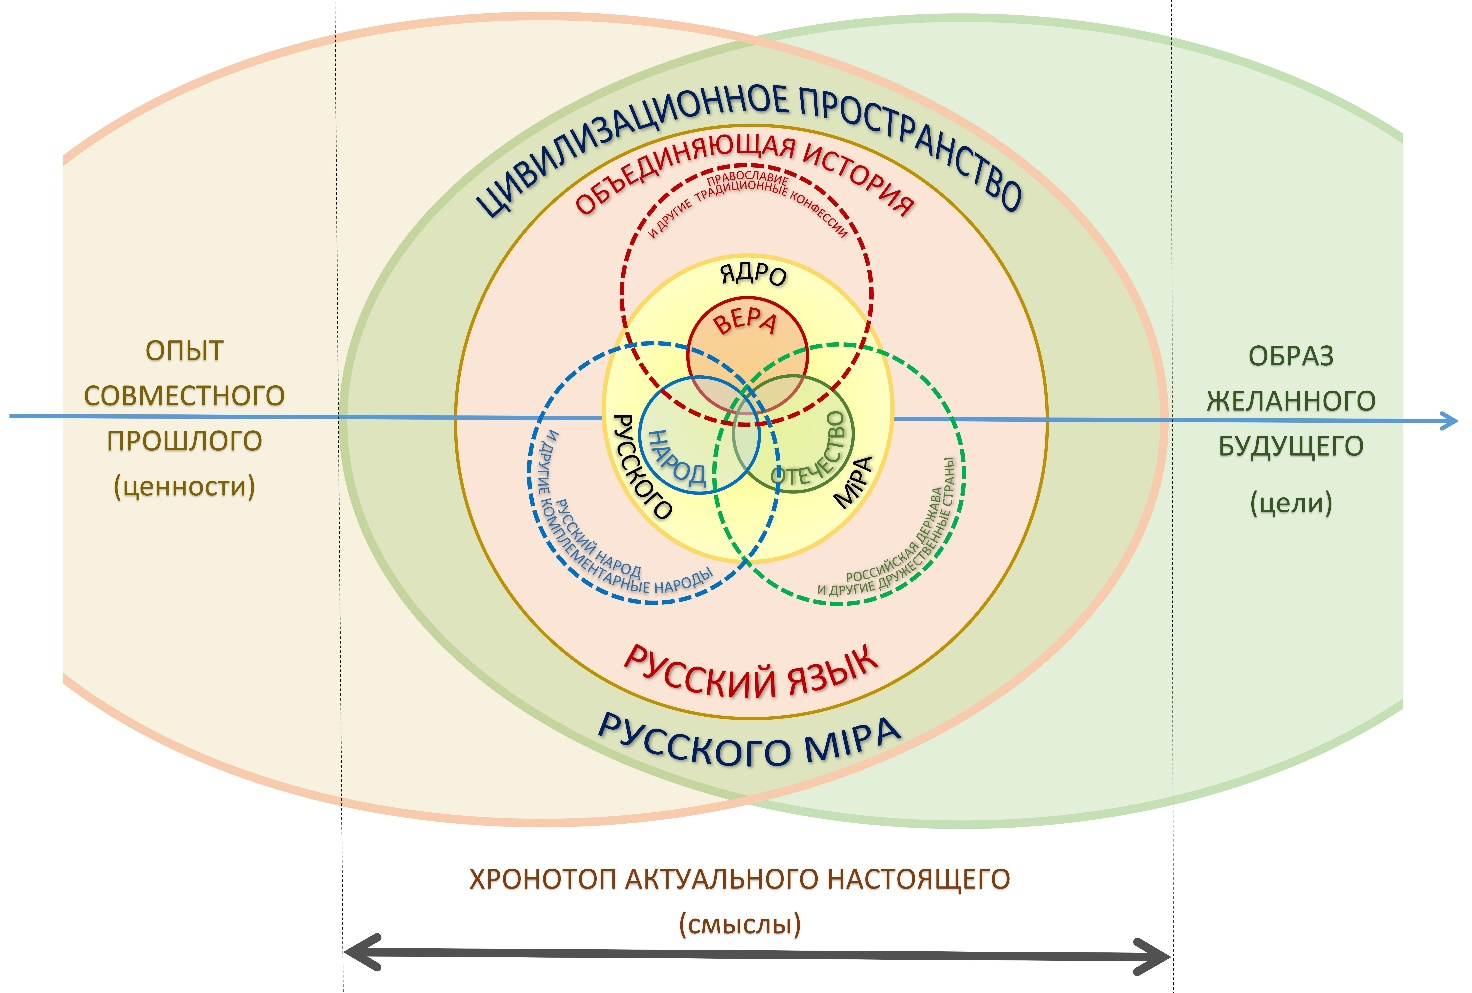 ЦИВИЛИЗАЦИОННОЕ ПРОСТРАНСТВО
ОБЪЕДИНЯЮЩАЯ ИСТОРИЯ
ПРАВОСЛАВИЕ
И ДРУГИЕ ТРАДИЦИОННЫЕ КОНФЕССИИ
ЯДРО
ВЕРА
ОПЫТ
СОВМЕСТНОГО
ПРОШЛОГО
(ценности)
НАРОД
ОТЕЧЕСТВО
РУССКОГО
МiРА
РУССКИЙ НАРОД
И ДРУГИЕ КОМПЛЕМЕНТАРНЫЕ НАРОДЫ
РОССИЙСКАЯ ДЕРЖАВА
И ДРУГИЕ ДРУЖЕСТВЕННЫЕ СТРАНЫ
ОБРАЗ
ЖЕЛАННОГО
БУДУЩЕГО
(цели)
РУССКИЙ ЯЗЫК
РУССКОГО МIРА
ХРОНОТОП АКТУАЛЬНОГО НАСТОЯЩЕГО
(смыслы)